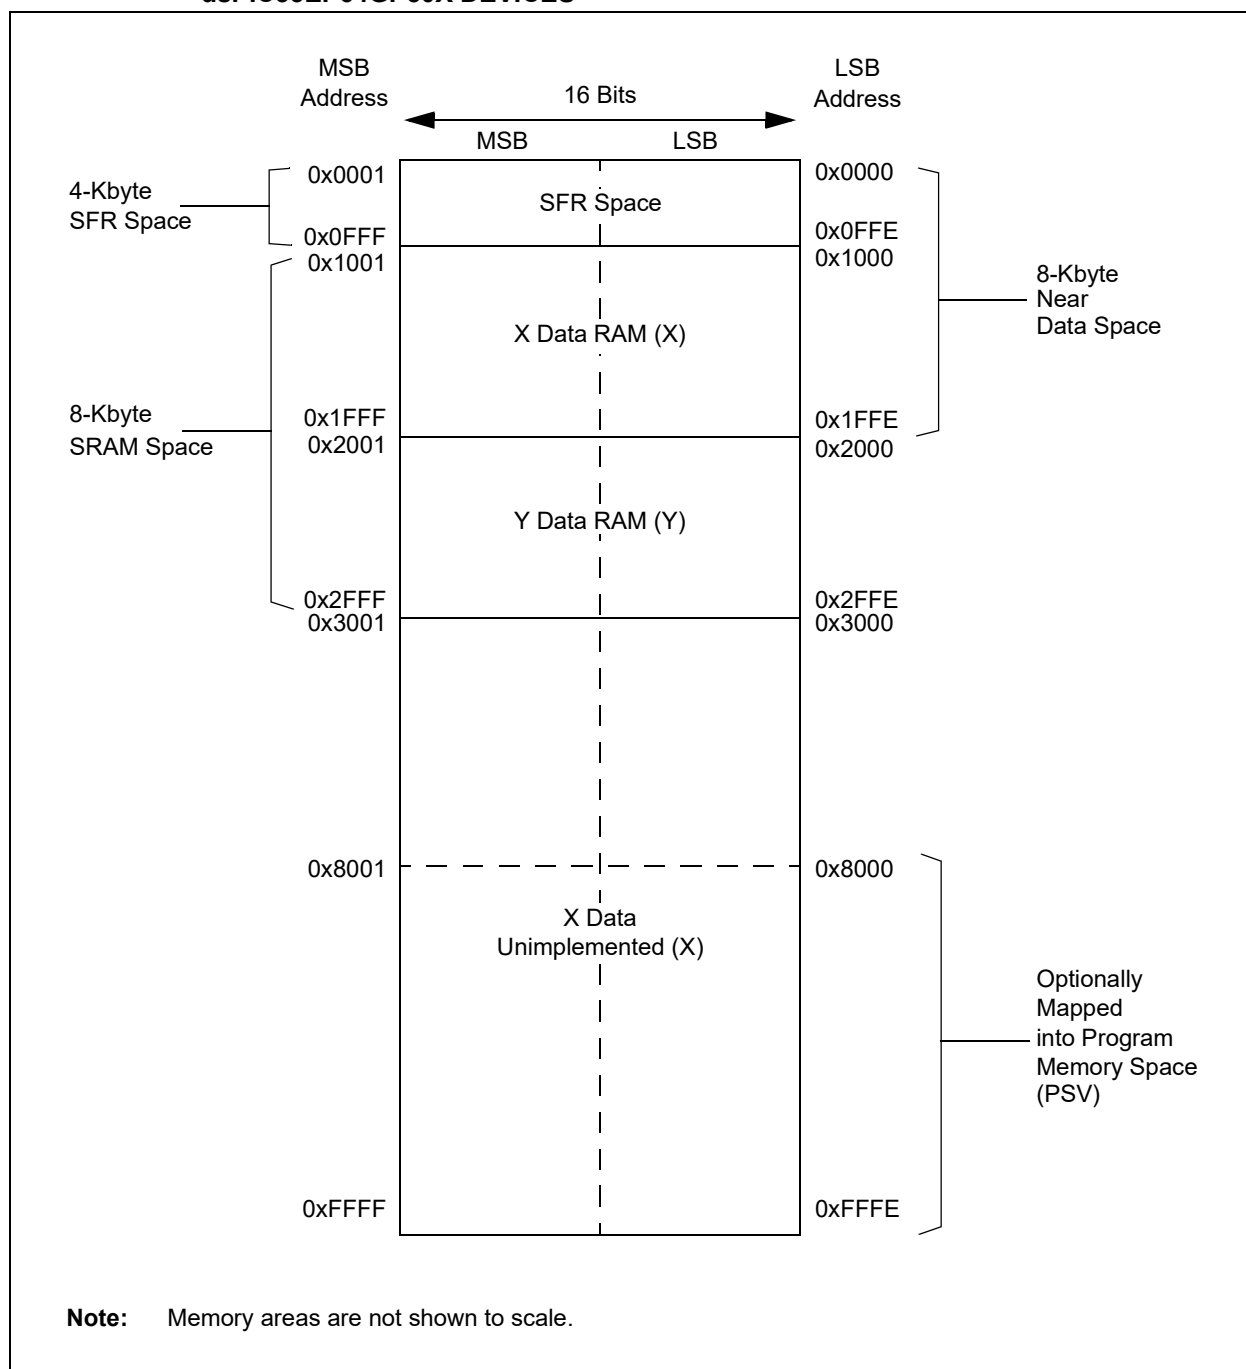 MSB
Address
16 Bits
LSB
Address
MSB
LSB
4-Kbyte
SFR Space
0x0001
0x0FFF
SFR Space
0x0000
0x0FFE
8-Kbyte
SRAM Space
0x1001
0x1FFF
X Data RAM (X)
0x1000
0x1FFE
8-Kbyte
Near
Data Space
0x2001
0x2FFF
Y Data RAM (Y)
0x2000
0x2FFE
0x3001
0x3000
0x8001
0x8000
X Data
Unimplemented (X)
Optionally
Mapped
into Program
Memory Space
(PSV)
0xFFFF
0xFFFE
Note: Memory areas are not shown to scale.